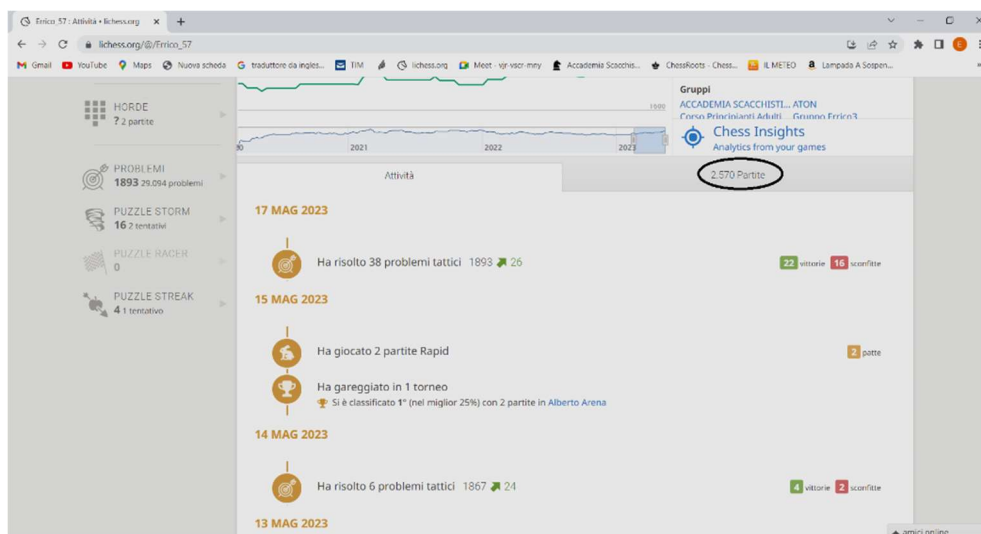 Errico_57 : Attività • lichess.org
lichess.org/@/Errico_57
Gmail YouTube Maps Nuova scheda traduttore da ingles... TIM lichess.org Meet - vjr-vscr-mny Accademia Scacchis... ChessRoots - Chess... IL METEO Lampada A Sospen... »
HORDE
? 2 partite
PROBLEMI
1893 29.094 problemi
PUZZLE STORM
16 2 tentativi
PUZZLE RACER
0
PUZZLE STREAK
4 1 tentativo
1500
2021 2022 2023
Gruppi
ACCADEMIA SCACCHISTI... ATON
Corso Principianti Adulti... Gruppo Errico3
Chess Insights
Analytics from your games
Attività
2.570 Partite
17 MAG 2023
Ha risolto 38 problemi tattici 1893 26
22 vittorie 16 sconfitte
15 MAG 2023
Ha giocato 2 partite Rapid
2 patte
Ha gareggiato in 1 torneo
Si è classificato 1° (nel miglior 25%) con 2 partite in Alberto Arena
14 MAG 2023
Ha risolto 6 problemi tattici 1867 24
4 vittorie 2 sconfitte
13 MAG 2023
amici online